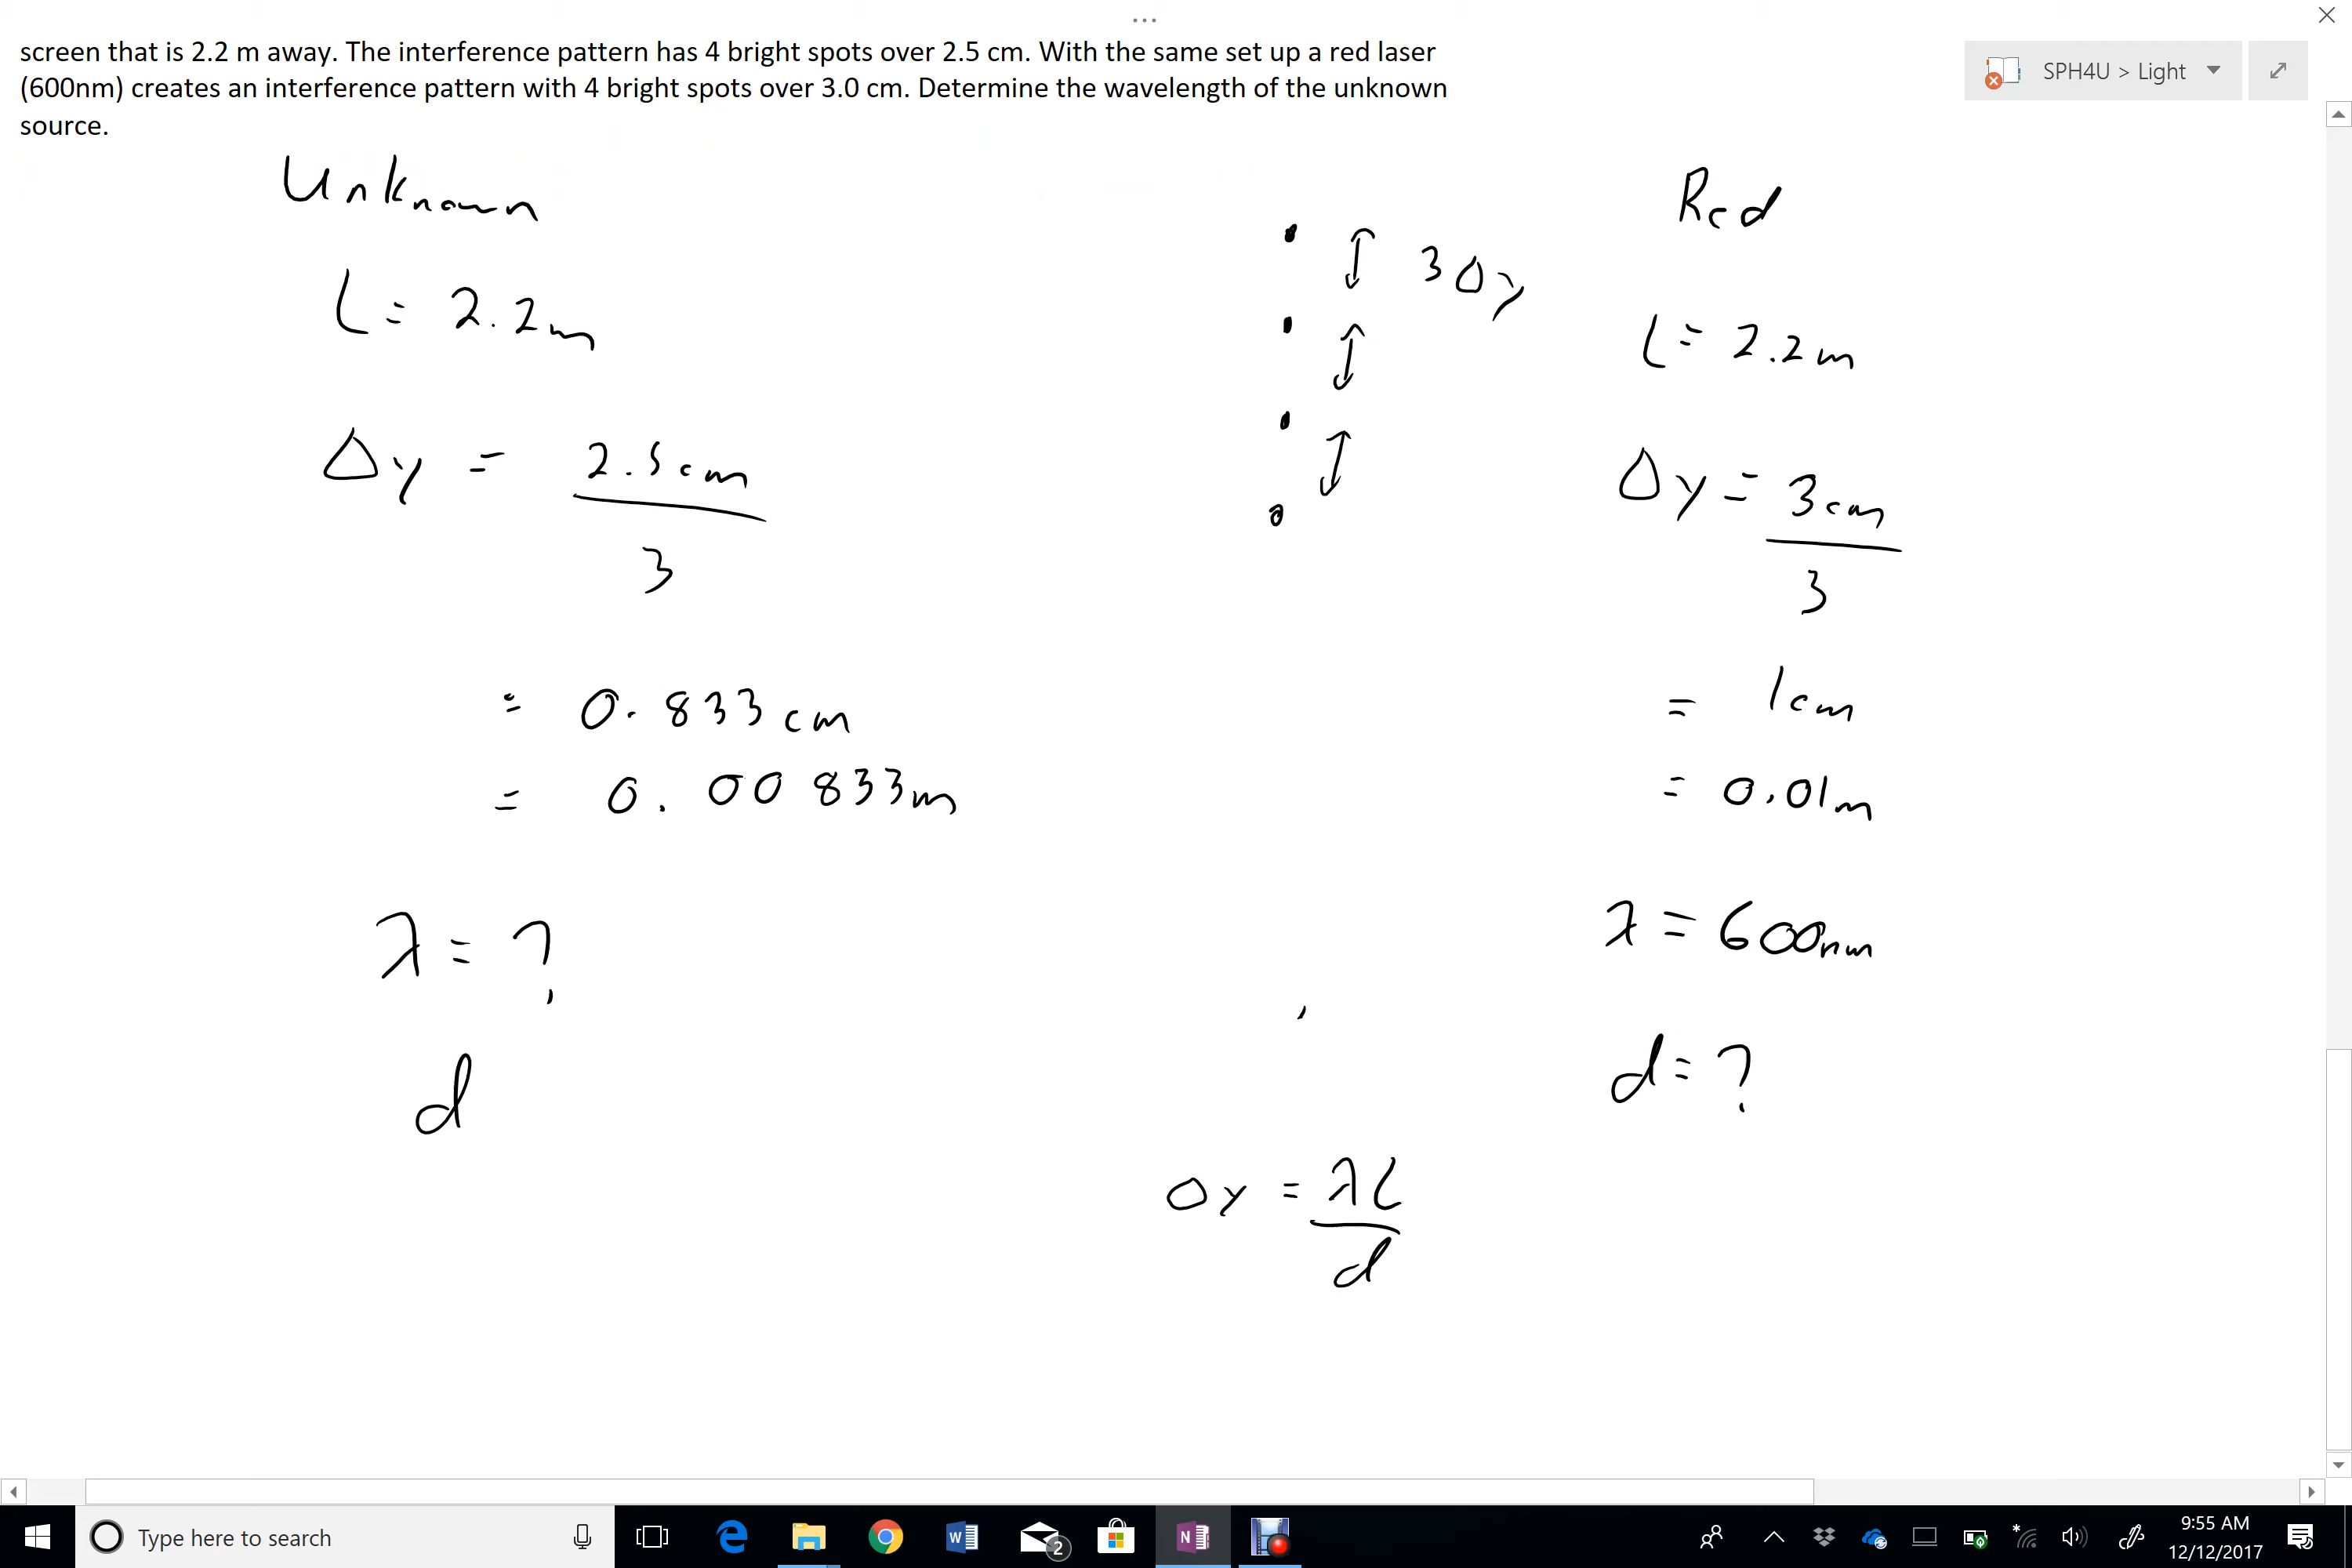 screen that is 2.2 m away. The interference pattern has 4 bright spots over 2.5 cm. With the same set up a red laser
(600nm) creates an interference pattern with 4 bright spots over 3.0 cm. Determine the wavelength of the unknown
source.
SPH4U > Light
Unknown
L = 2.2m
Δy = 2.5cm
3
= 0.833cm
= 0.00833m
λ = ?
d
3Δy
Red
L = 2.2m
Δy = 3cm
3
= 1cm
= 0.01m
λ = 600nm
d = ?
Δy = λL
d
Type here to search
2
9:55 AM
12/12/2017